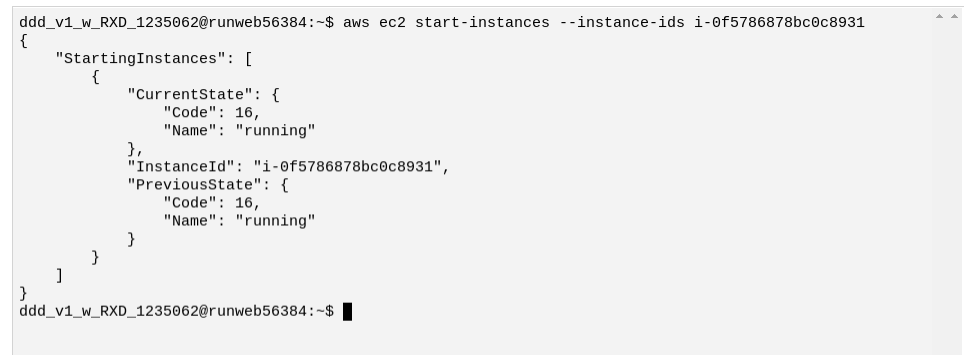 ddd_v1_w_RXD_1235062@runweb56384:~$ aws ec2 start-instances --instance-ids i-0f5786878bc0c8931
{
    "StartingInstances": [
        {
            "CurrentState": {
                "Code": 16,
                "Name": "running"
            },
            "InstanceId": "i-0f5786878bc0c8931",
            "PreviousState": {
                "Code": 16,
                "Name": "running"
            }
        }
    ]
}
ddd_v1_w_RXD_1235062@runweb56384:~$